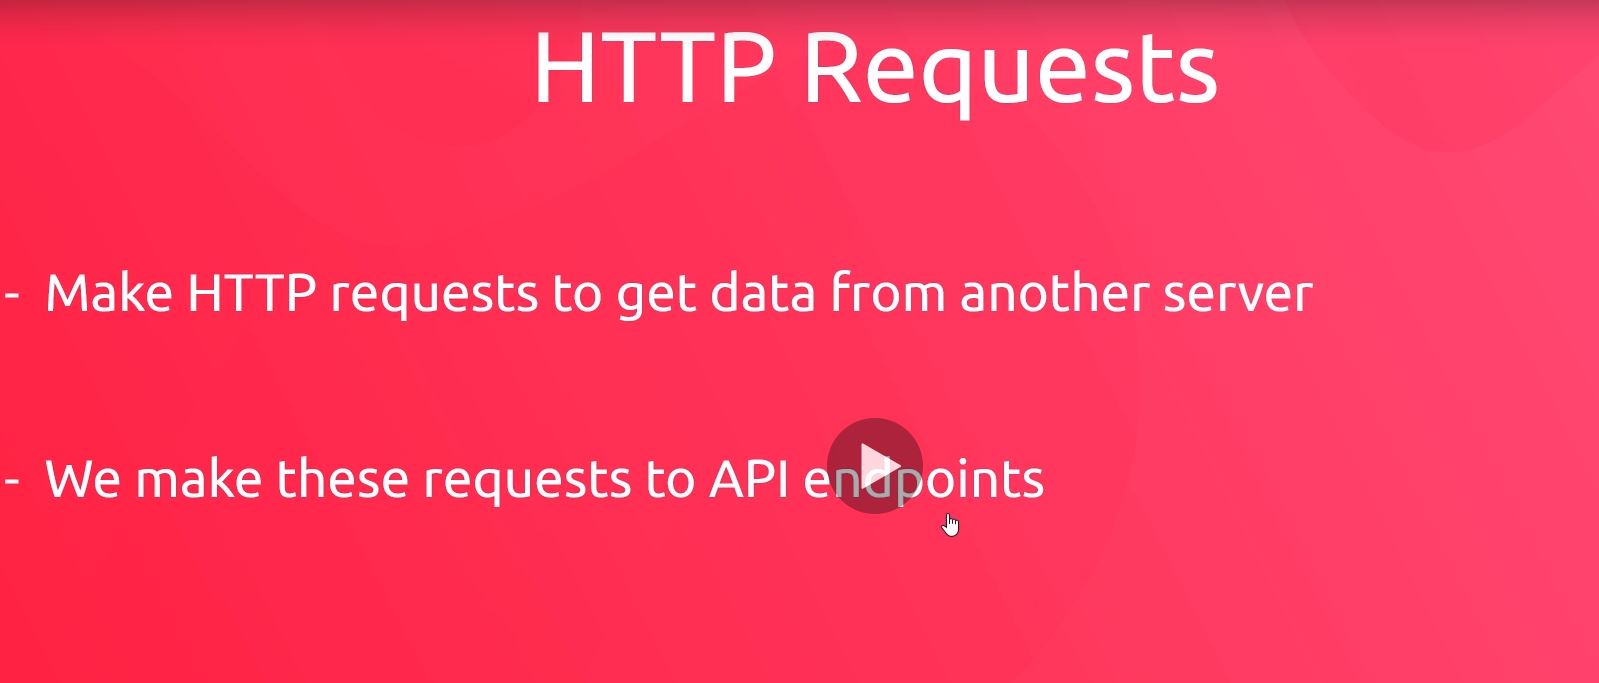 HTTP Requests
- Make HTTP requests to get data from another server
- We make these requests to API endpoints